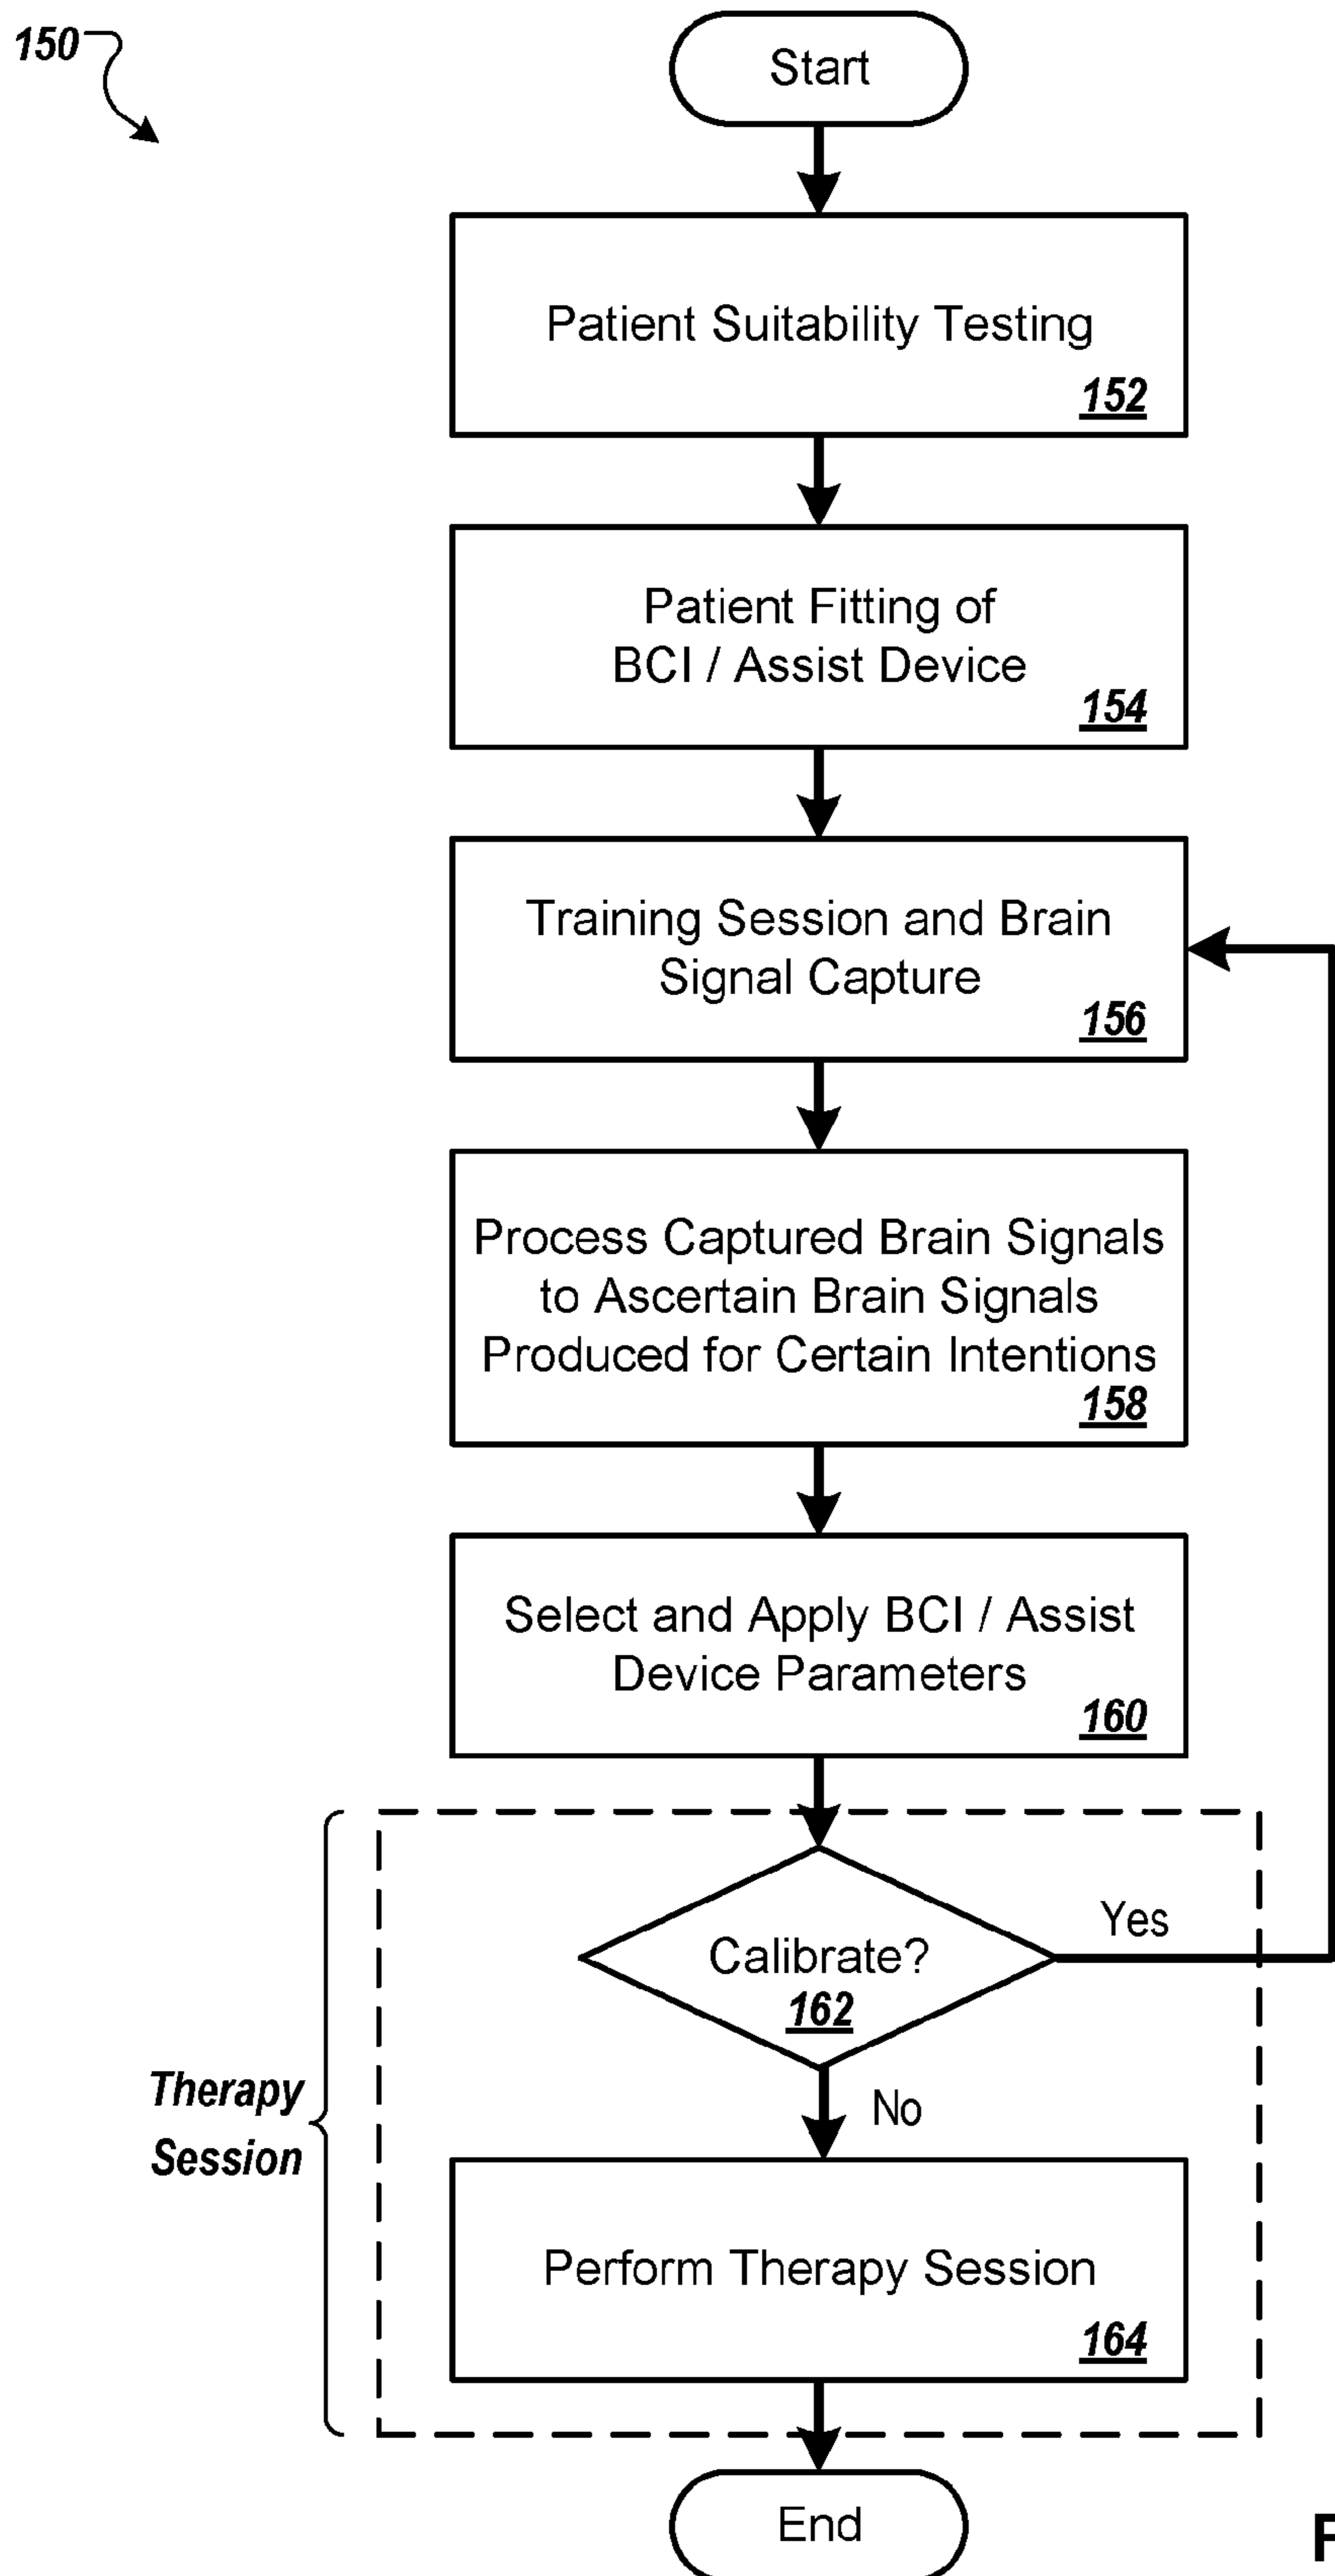 150
Start
Patient Suitability Testing
152
Patient Fitting of
BCI / Assist Device
154
Training Session and Brain
Signal Capture
156
Process Captured Brain Signals
to Ascertain Brain Signals
Produced for Certain Intentions
158
Select and Apply BCI / Assist
Device Parameters
160
Calibrate?
162
Yes
No
Therapy
Session
Perform Therapy Session
164
End